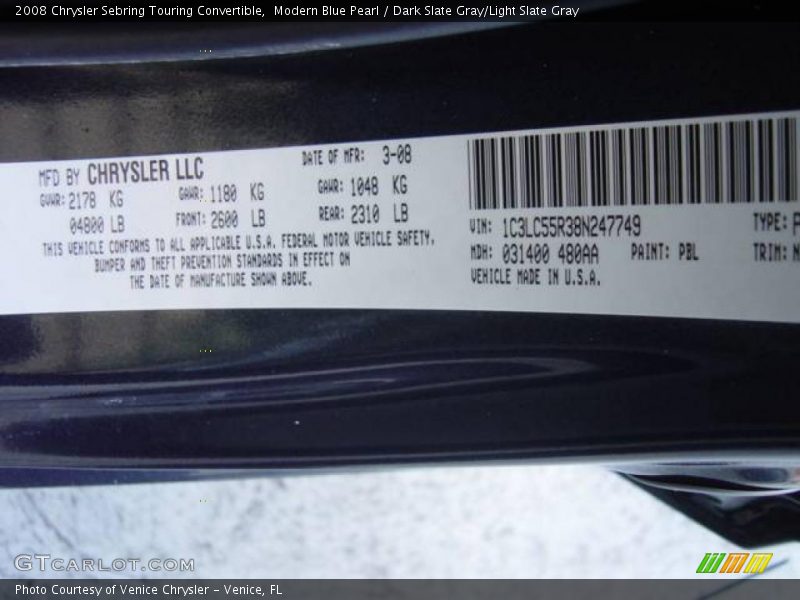 2008 Chrysler Sebring Touring Convertible,  Modern Blue Pearl / Dark Slate Gray/Light Slate Gray
MFD BY CHRYSLER LLC
DATE OF MFR: 3-08
GVWR: 2178 KG
GAWR: 1180 KG
GAWR: 1048 KG
04800 LB
FRONT: 2600 LB
REAR: 2310 LB
THIS VEHICLE CONFORMS TO ALL APPLICABLE U.S.A. FEDERAL MOTOR VEHICLE SAFETY,
BUMPER AND THEFT PREVENTION STANDARDS IN EFFECT ON
THE DATE OF MANUFACTURE SHOWN ABOVE.
VIN: 1C3LC55R38N247749
TYPE:
MDH: 031400 480AA
PAINT: PBL
TRIM:
VEHICLE MADE IN U.S.A.
GTCARLOT.COM
Photo Courtesy of Venice Chrysler – Venice, FL